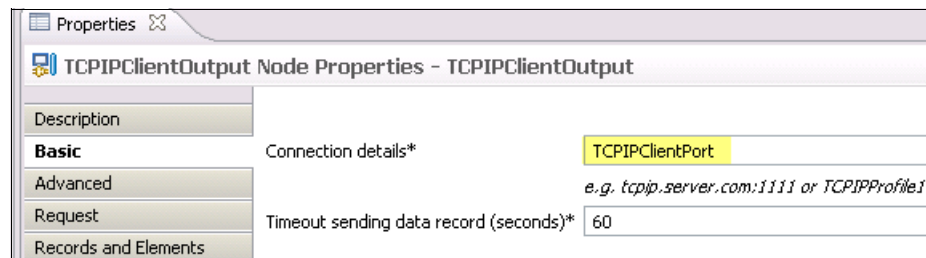 Properties
TCPIPClientOutput Node Properties - TCPIPClientOutput
Description
Basic
Connection details*
TCPIPClientPort
Advanced
e.g. tcpip.server.com:1111 or TCPIPProfile1
Request
Timeout sending data record (seconds)*
60
Records and Elements